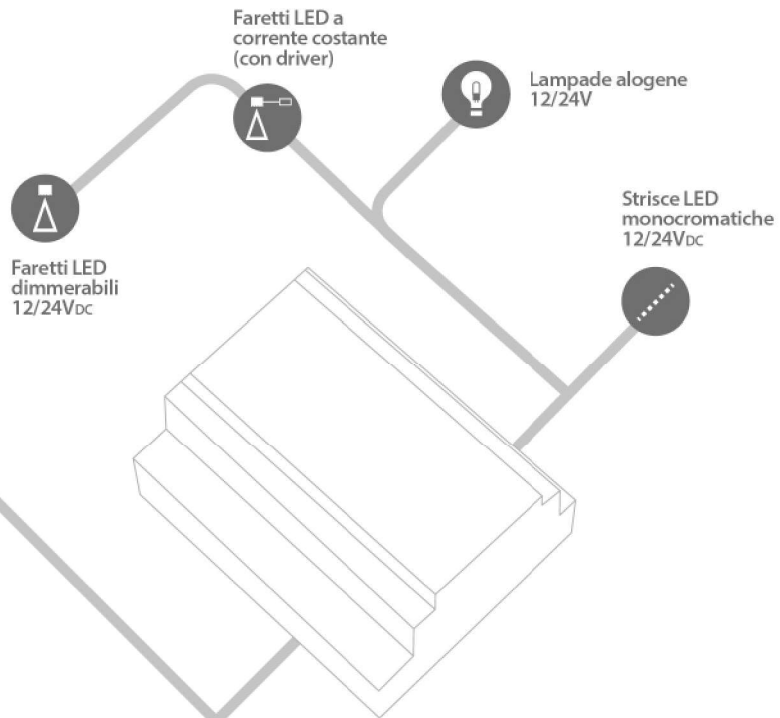 Faretti LED a
corrente costante
(con driver)
Lampade alogene
12/24V
Strisce LED
monocromatiche
12/24VDC
Faretti LED
dimmerabili
12/24VDC